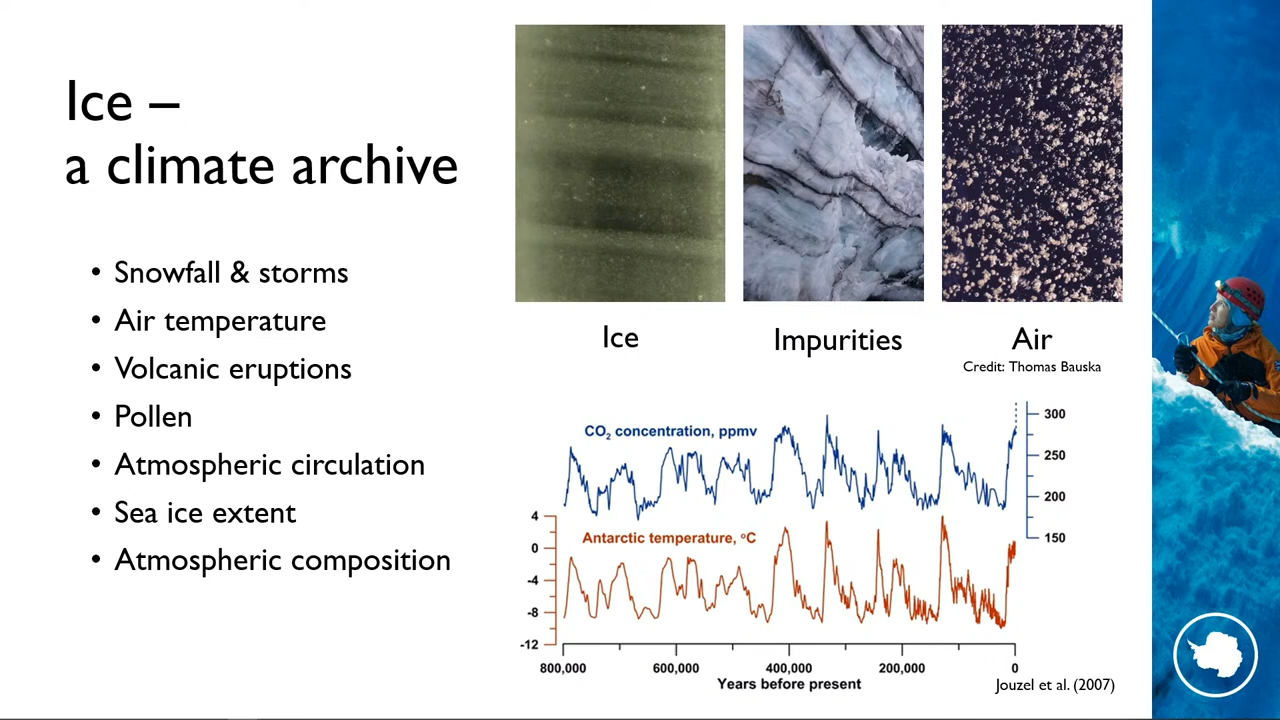 Ice –
a climate archive
• Snowfall & storms
• Air temperature
• Volcanic eruptions
• Pollen
• Atmospheric circulation
• Sea ice extent
• Atmospheric composition
Ice
Impurities
Air
Credit: Thomas Bauska
CO₂ concentration, ppmv
300
250
200
150
Antarctic temperature, °C
4
0
-4
-8
-12
800,000 600,000 400,000 200,000 0
Years before present
Jouzel et al. (2007)